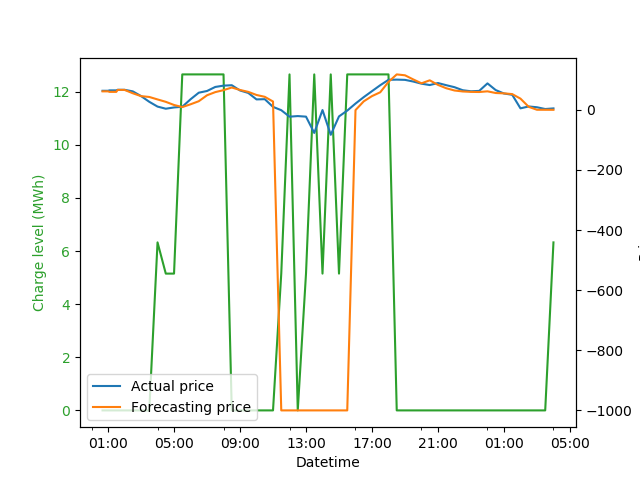 12
10
8
6
4
2
0
Charge level (MWh)
0
−200
−400
−600
−800
−1000
Actual price
Forecasting price
01:00 05:00 09:00 13:00 17:00 21:00 01:00 05:00
Datetime